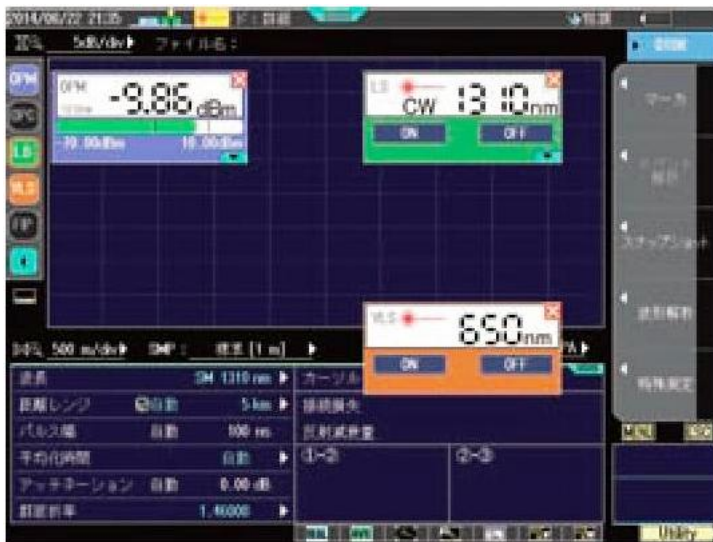 2014/06/22 21:35
5dB/div ファイル名:
OPM
-9.86 dBm
-70.00dBm 10.00dBm
LS
CW 1310nm
ON OFF
OPM
LS
VLS
マーカ
スナップショット
波形解析
特殊測定
VLS
650nm
ON OFF
500 m/div SMP: 標準 [1 m]
波長 SM 1310 nm
距離レンジ 自動 5 km
パルス幅 自動 100 ns
平均化時間 自動
アッテネーション 自動 0.00 dB
群屈折率 1.46000
カーソル
接続損失
反射減衰量
①-② ②-③
Utility